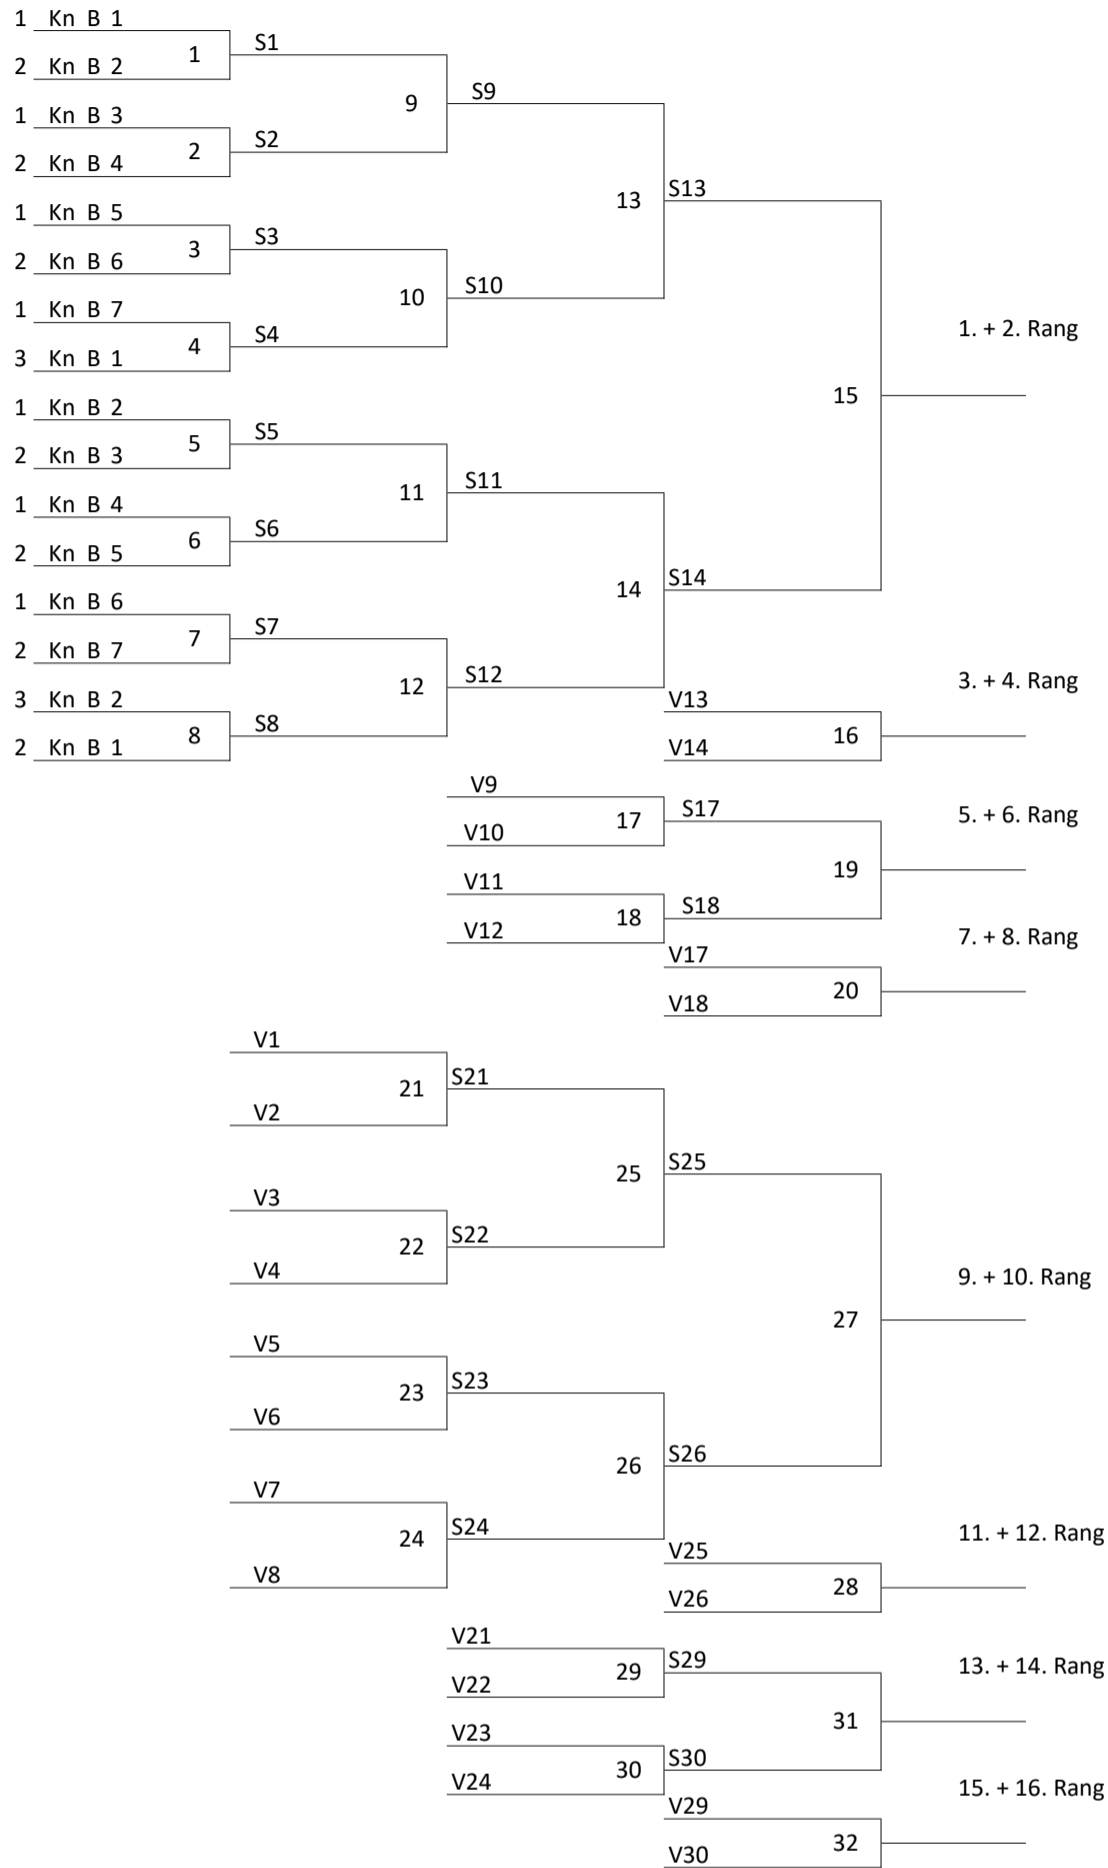 1 Kn B 1
1 S1
2 Kn B 2
9 S9
1 Kn B 3
2 S2
2 Kn B 4
13 S13
1 Kn B 5
3 S3
2 Kn B 6
10 S10
1 Kn B 7
1. + 2. Rang
4 S4
3 Kn B 1
15
1 Kn B 2
5 S5
2 Kn B 3
11 S11
1 Kn B 4
6 S6
2 Kn B 5
14 S14
1 Kn B 6
7 S7
2 Kn B 7
12 S12
3. + 4. Rang
3 Kn B 2
V13
8 S8
16
2 Kn B 1
V14
V9
17 S17
5. + 6. Rang
V10
19
V11
18 S18
V12
7. + 8. Rang
V17
20
V18
V1
21 S21
V2
25 S25
V3
22 S22
V4
9. + 10. Rang
27
V5
23 S23
V6
26 S26
V7
24 S24
11. + 12. Rang
V25
V8
28
V26
V21
29 S29
13. + 14. Rang
V22
31
V23
30 S30
V24
15. + 16. Rang
V29
32
V30